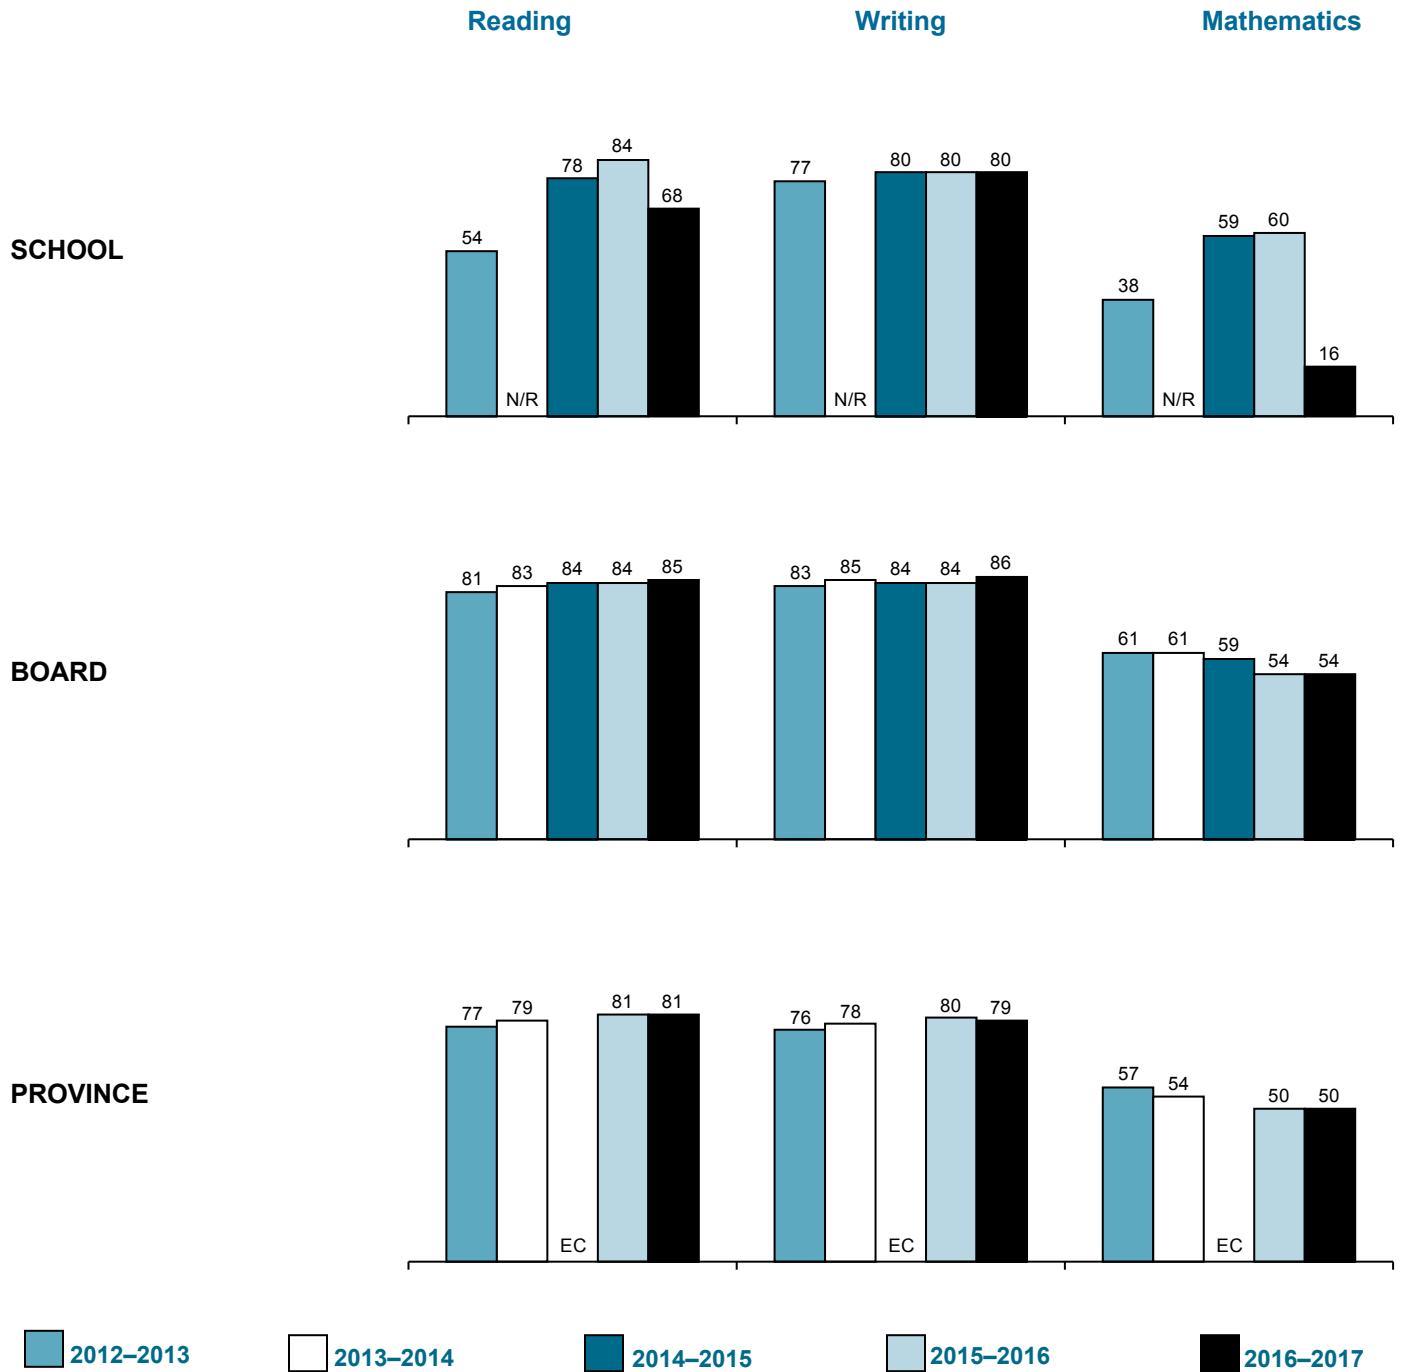 Reading Writing Mathematics
SCHOOL
54 N/R 78 84 68
77 N/R 80 80 80
38 N/R 59 60 16
BOARD
81 83 84 84 85
83 85 84 84 86
61 61 59 54 54
PROVINCE
77 79 EC 81 81
76 78 EC 80 79
57 54 EC 50 50
2012–2013 2013–2014 2014–2015 2015–2016 2016–2017